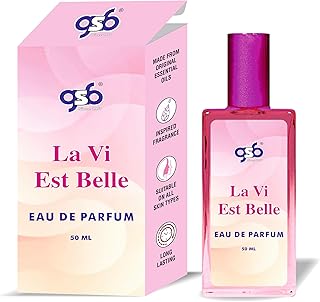 gsb
La Vi
Est Belle
EAU DE PARFUM
50 ML
MADE FROM
ORIGINAL
ESSENTIAL
OILS
INSPIRED
FRAGRANCE
SUITABLE
ON ALL
SKIN TYPES
LONG
LASTING
gsb
La Vi
Est Belle
EAU DE PARFUM
50 ML